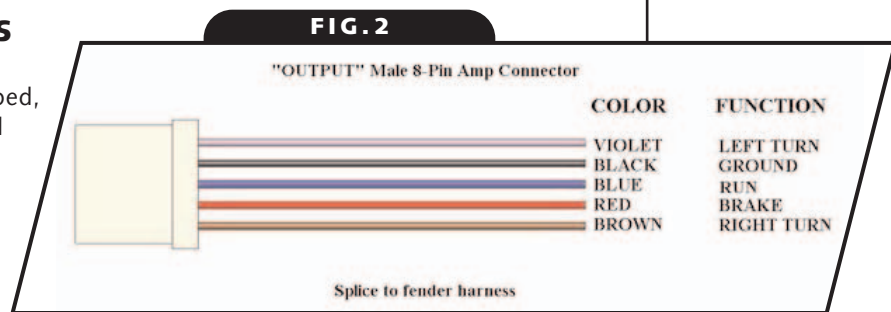 s
FIG.2
ped,
"OUTPUT" Male 8-Pin Amp Connector
COLOR FUNCTION
VIOLET LEFT TURN
BLACK GROUND
BLUE RUN
RED BRAKE
BROWN RIGHT TURN
Splice to fender harness